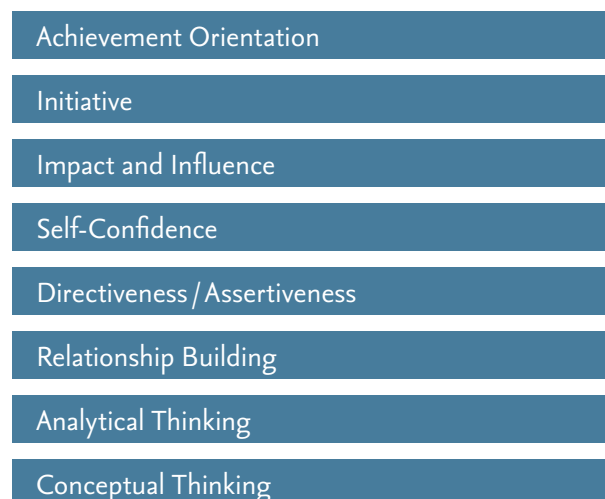 Achievement Orientation
Initiative
Impact and Influence
Self-Confidence
Directiveness / Assertiveness
Relationship Building
Analytical Thinking
Conceptual Thinking